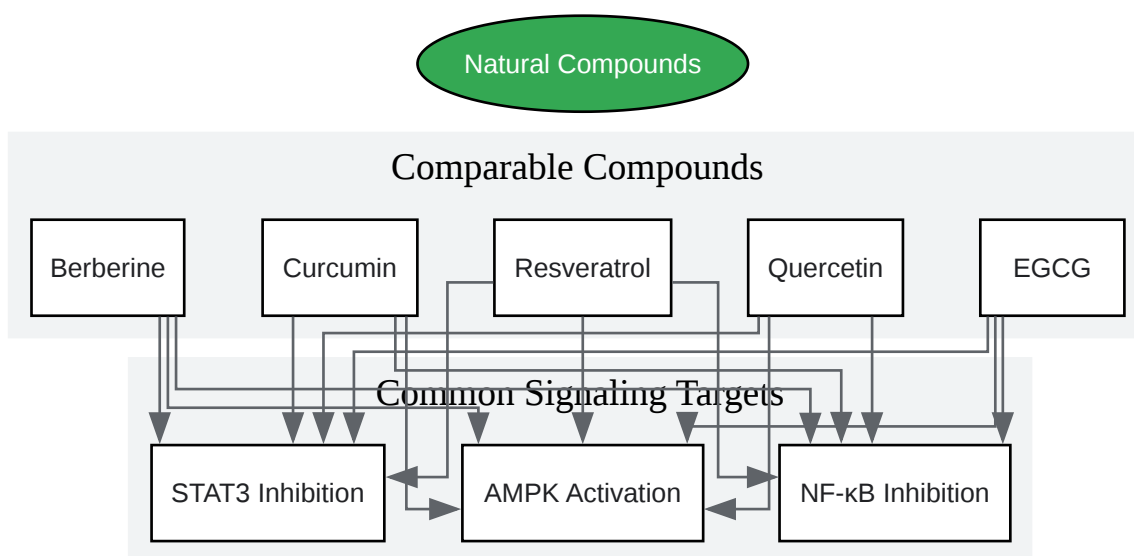 Natural Compounds
Comparable Compounds
Berberine
Curcumin
Resveratrol
Quercetin
EGCG
Common Signaling Targets
STAT3 Inhibition
AMPK Activation
NF-κB Inhibition